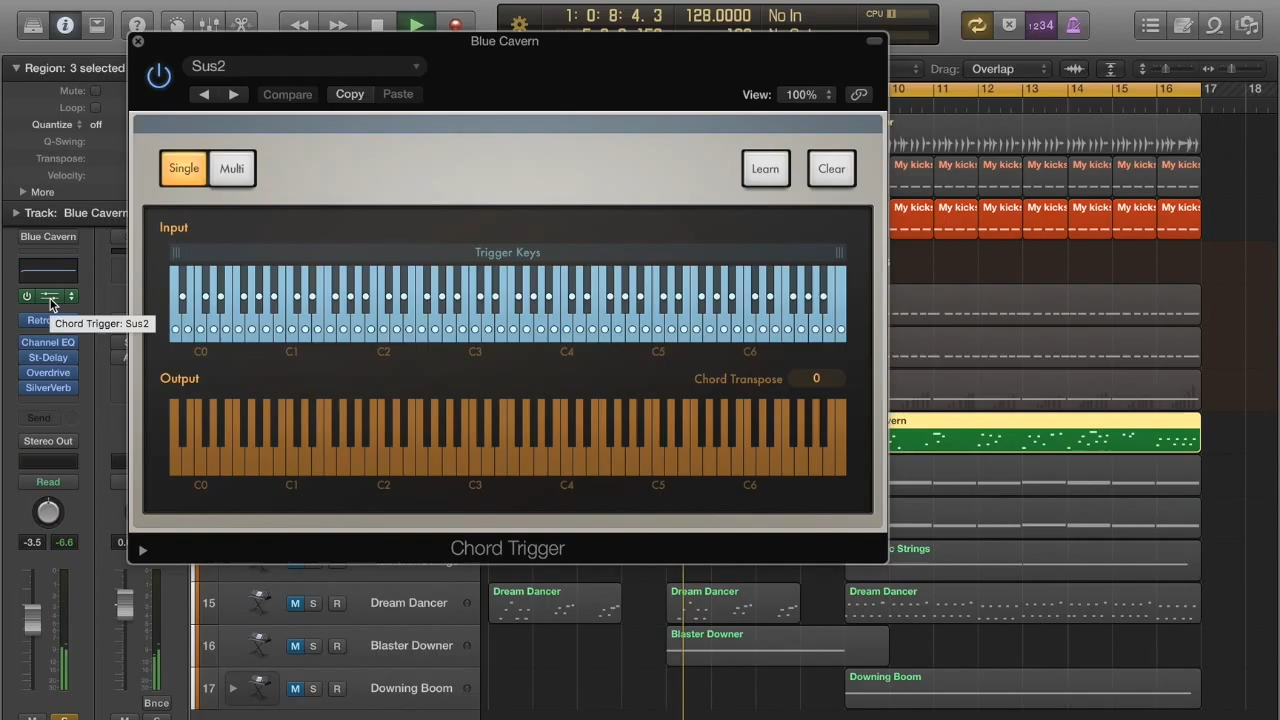 1: 0: 8: 4. 3
128.0000
No In
CPU
No Out
1234
Blue Cavern
Region: 3 selected
Sus2
Drag: Overlap
Mute:
Loop:
Compare
Copy
Paste
View: 100%
Quantize off
10
11
12
13
14
15
16
17
18
Q-Swing:
Transpose:
Velocity:
More
Single
Multi
Learn
Clear
My kicks
My kicks
My kicks
My kicks
My kicks
My kicks
My kicks
Track: Blue Cavern
My kicks
My kicks
My kicks
My kicks
My kicks
My kicks
My kicks
Blue Cavern
Input
Trigger Keys
Chord Trigger: Sus2
Channel EQ
St-Delay
Overdrive
SilverVerb
C0
C1
C2
C3
C4
C5
C6
Output
Chord Transpose 0
Send
Stereo Out
Read
C0
C1
C2
C3
C4
C5
C6
-3.5
-6.6
Chord Trigger
Strings
15
M
S
R
Dream Dancer
Dream Dancer
Dream Dancer
Dream Dancer
16
M
S
R
Blaster Downer
Blaster Downer
17
M
S
R
Downing Boom
Downing Boom
Bnce
M
S
M